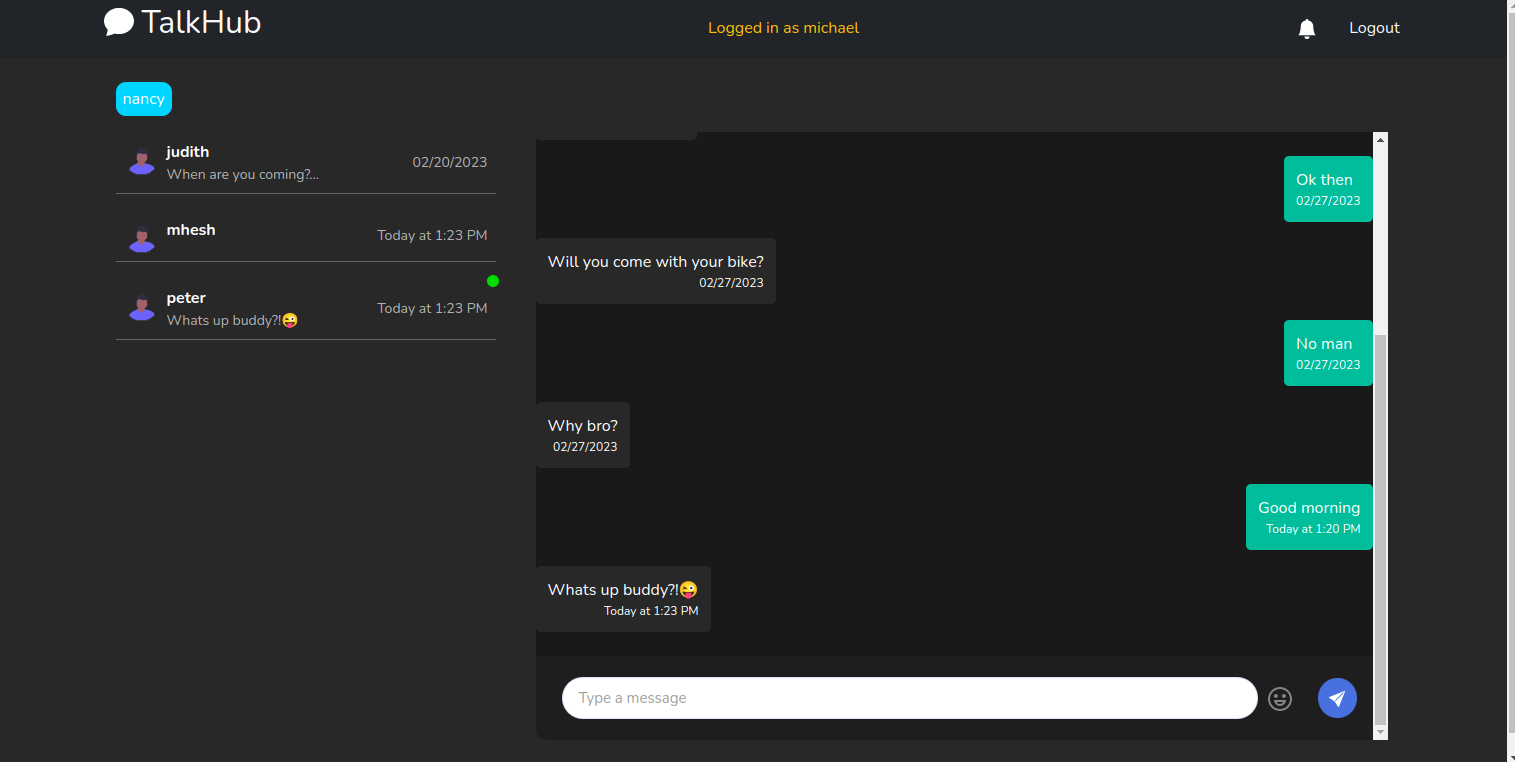 TalkHub
Logged in as michael
Logout
nancy
judith
When are you coming?...
02/20/2023
mhesh
Today at 1:23 PM
peter
Whats up buddy?!😜
Today at 1:23 PM
Ok then
02/27/2023
Will you come with your bike?
02/27/2023
No man
02/27/2023
Why bro?
02/27/2023
Good morning
Today at 1:20 PM
Whats up buddy?!😜
Today at 1:23 PM
Type a message